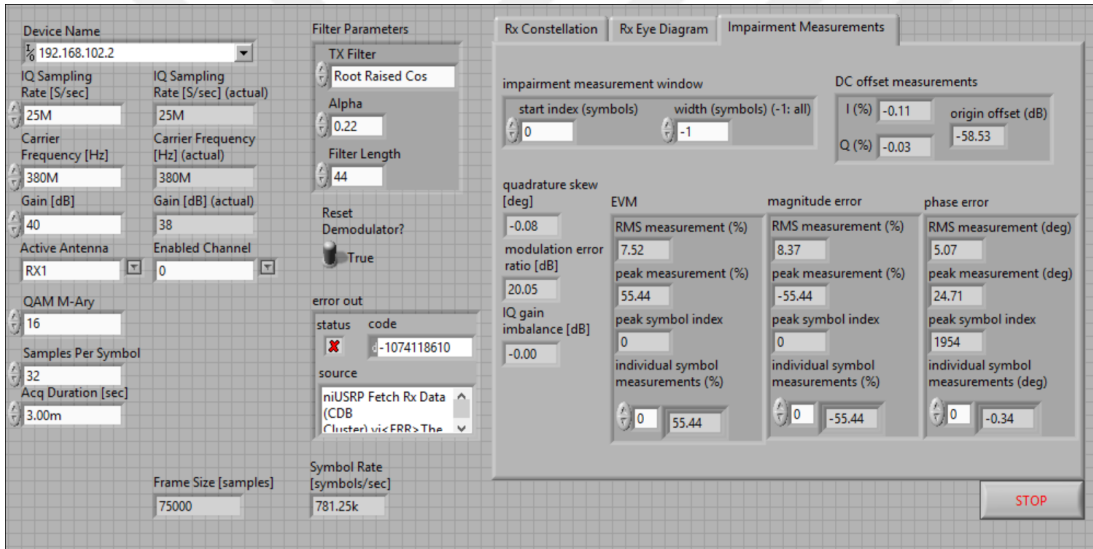 Device Name
192.168.102.2
IQ Sampling
Rate [S/sec]
25M
IQ Sampling
Rate [S/sec] (actual)
25M
Carrier
Frequency [Hz]
380M
Carrier Frequency
[Hz] (actual)
380M
Gain [dB]
40
Gain [dB] (actual)
38
Active Antenna
RX1
Enabled Channel
0
QAM M-Ary
16
Samples Per Symbol
32
Acq Duration [sec]
3.00m
Frame Size [samples]
75000
Filter Parameters
TX Filter
Root Raised Cos
Alpha
0.22
Filter Length
44
Reset
Demodulator?
True
error out
status
code
-1074118610
source
niUSRP Fetch Rx Data
(CDB
Cluster).vi<ERR>The
Symbol Rate
[symbols/sec]
781.25k
Rx Constellation
Rx Eye Diagram
Impairment Measurements
impairment measurement window
start index (symbols)
0
width (symbols) (-1: all)
-1
DC offset measurements
I (%)
-0.11
Q (%)
-0.03
origin offset (dB)
-58.53
quadrature skew
[deg]
-0.08
modulation error
ratio [dB]
20.05
IQ gain
imbalance [dB]
-0.00
EVM
RMS measurement (%)
7.52
peak measurement (%)
55.44
peak symbol index
0
individual symbol
measurements (%)
0
55.44
magnitude error
RMS measurement (%)
8.37
peak measurement (%)
-55.44
peak symbol index
0
individual symbol
measurements (%)
0
-55.44
phase error
RMS measurement (deg)
5.07
peak measurement (deg)
24.71
peak symbol index
1954
individual symbol
measurements (deg)
0
-0.34
STOP